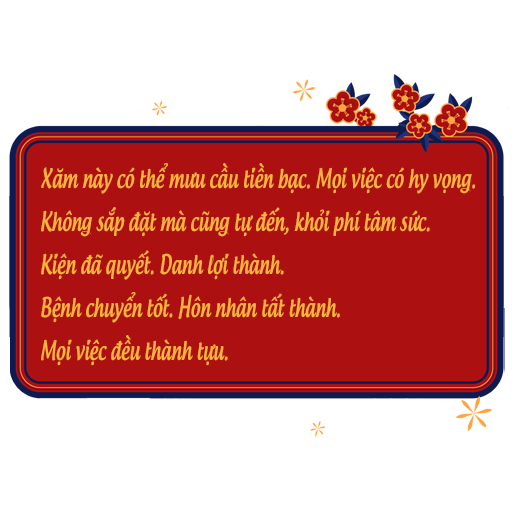 Xăm này có thể mưu cầu tiền bạc. Mọi việc có hy vọng.
Không sắp đặt mà cũng tự đến, khỏi phí tâm sức.
Kiện đã quyết. Danh lợi thành.
Bệnh chuyển tốt. Hôn nhân tất thành.
Mọi việc đều thành tựu.